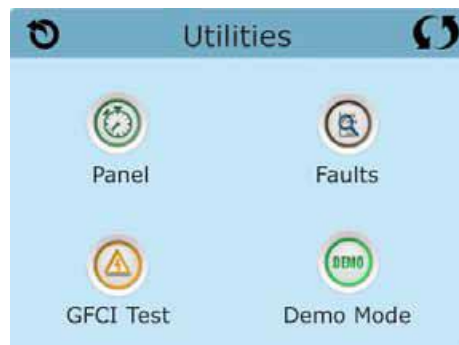 Utilities
Panel
Faults
DEMO
GFCI Test
Demo Mode